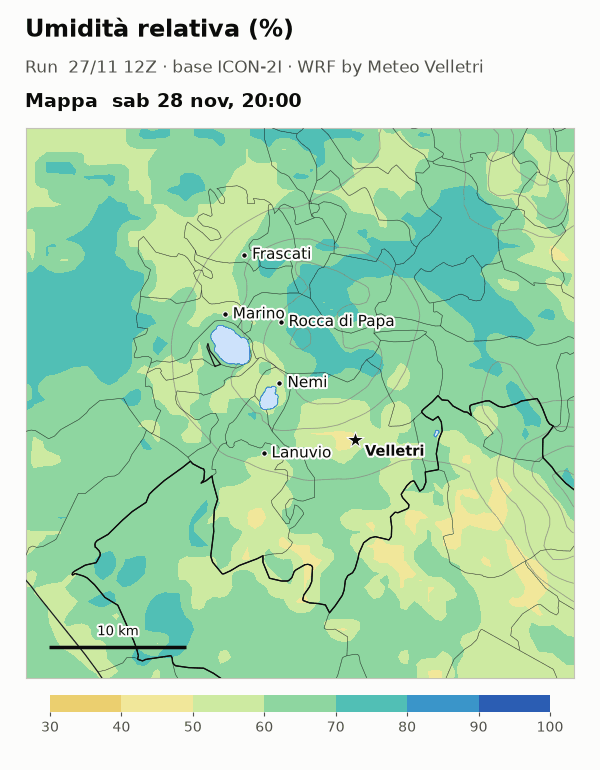 Umidità relativa (%)
Run  27/11 12Z · base ICON-2I · WRF by Meteo Velletri
Mappa  sab 28 nov, 20:00
Frascati
Marino
Rocca di Papa
Nemi
Velletri
Lanuvio
10 km
30 40 50 60 70 80 90 100